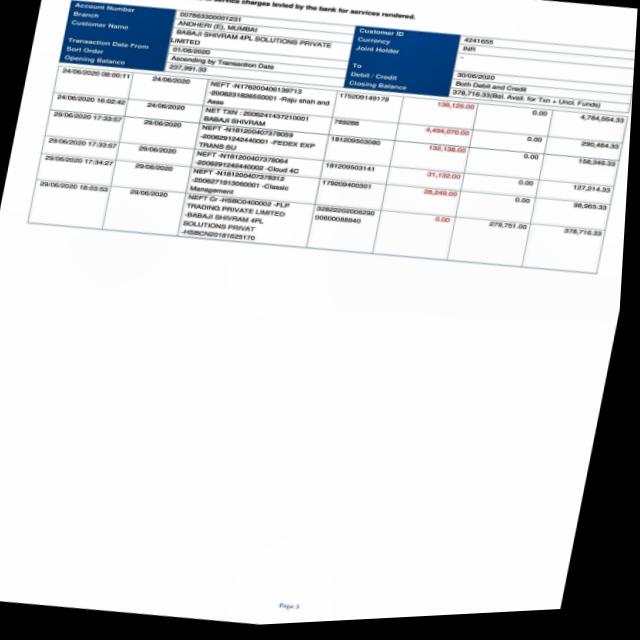 of service charges levied by the bank for services rendered.
Account Number 007863300001231 Customer ID 4241655
Branch ANDHERI (E), MUMBAI Currency INR
Customer Name BABAJI SHIVRAM 4PL SOLUTIONS PRIVATE LIMITED Joint Holder -
Transaction Date From 01/06/2020 To 30/06/2020
Sort Order Ascending by Transaction Date Debit / Credit Both Debit and Credit
Opening Balance 237,991.33 Closing Balance 378,716.33(Bal. Avail. for Txn + Uncl. Funds)
24/06/2020 08:00:11 24/06/2020 NEFT -N176200406139713 175209149178 138,125.00 0.00 4,784,554.33
-Raju shah and
Asso
24/06/2020 16:02:42 24/06/2020 NET TXN : 4,494,070.00 0.00 290,484.33
BABAJI SHIVRAM
29/06/2020 17:33:57 29/06/2020 NEFT -N181200407378059 181209503080 132,138.00 0.00 158,346.33
-FEDEX EXP
TRANS SU
29/06/2020 17:33:57 29/06/2020 NEFT -N181200407378064 181209503141 31,132.00 0.00 127,214.33
-Cloud 4C
29/06/2020 17:34:27 29/06/2020 NEFT -N181200407378312 179209400301 28,249.00 0.00 98,965.33
-Classic
Management
29/06/2020 18:03:53 29/06/2020 NEFT Cr -HSBC0400002 -FLP 0.00 279,751.00 378,716.33
TRADING PRIVATE LIMITED
-BABAJI SHIVRAM 4PL
SOLUTIONS PRIVAT
-HSBCN20181625170
Page 3